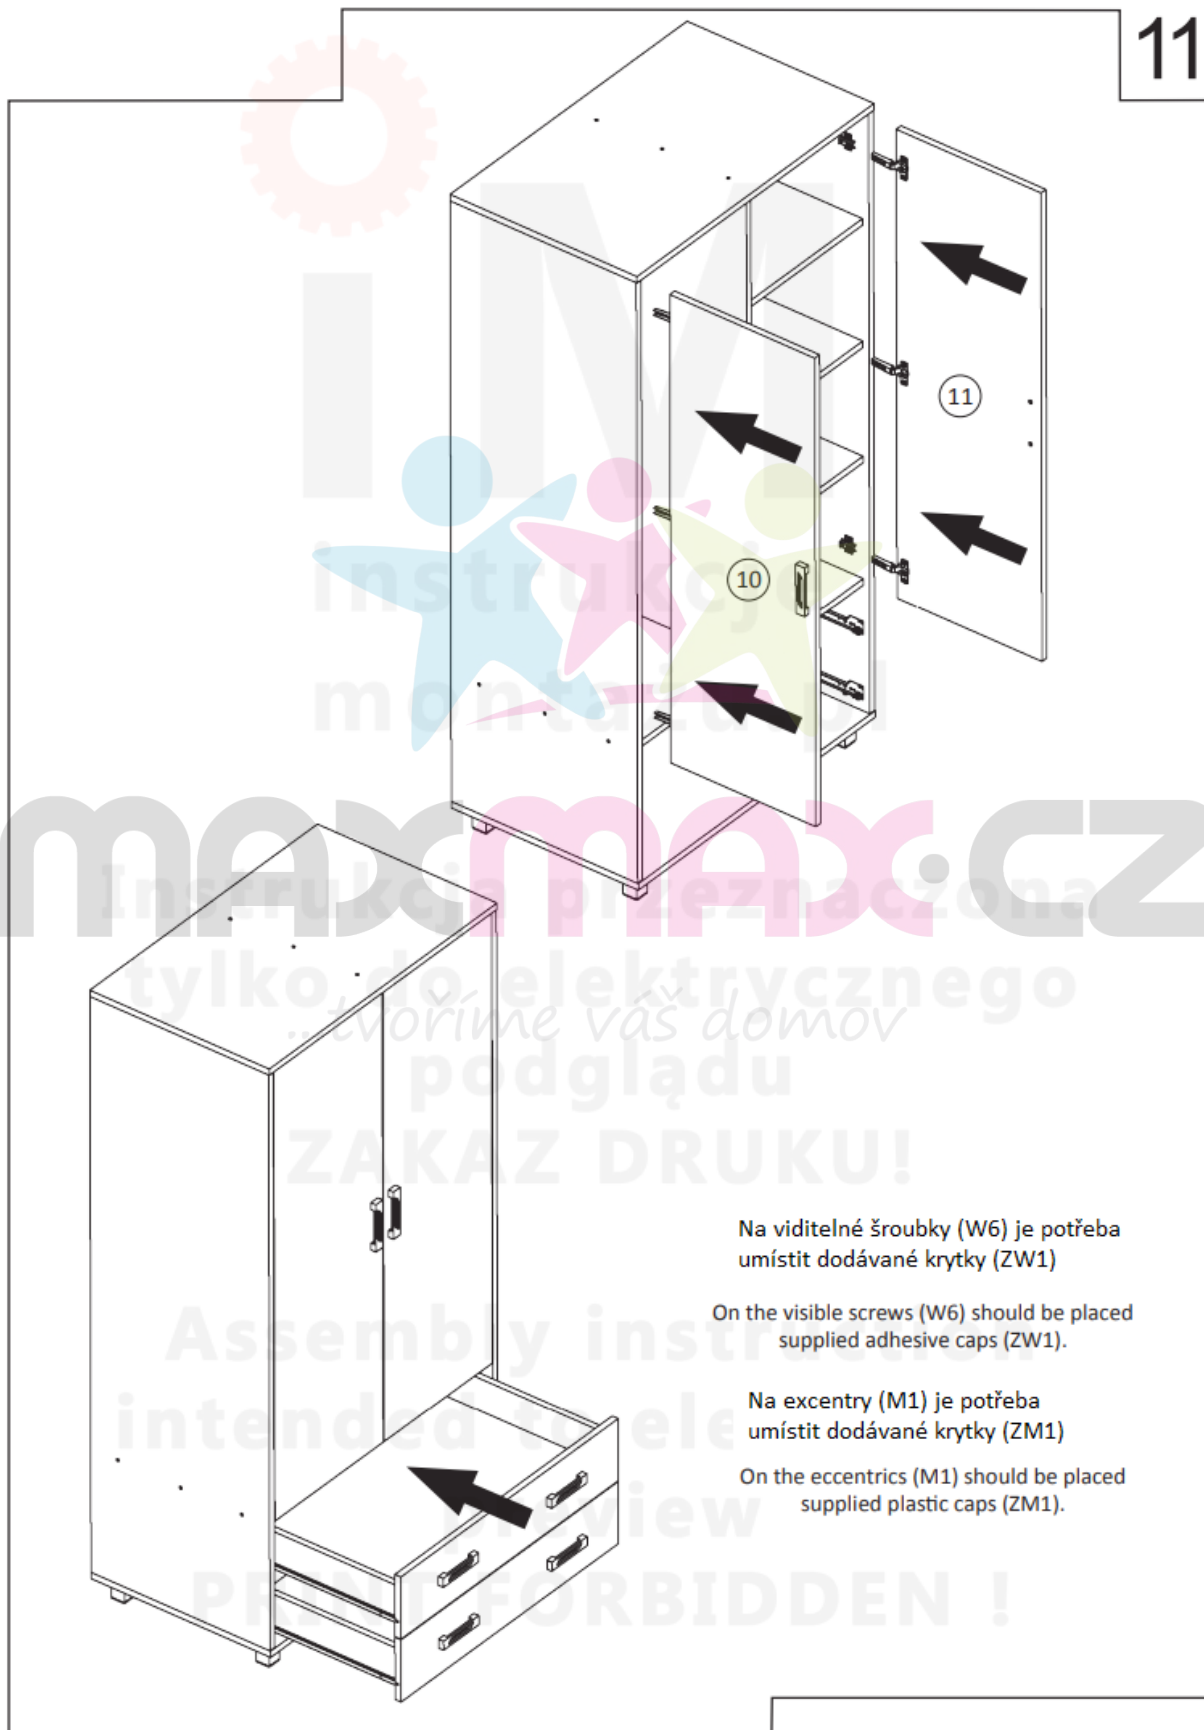 11
11
10
instrukcje
montażu.pl
maxmax.cz
Instrukcja przeznaczona
tylko do elektrycznego
...tvoříme váš domov
podglądu
ZAKAZ DRUKU!
Na viditelné šroubky (W6) je potřeba
umístit dodávané krytky (ZW1)
On the visible screws (W6) should be placed
supplied adhesive caps (ZW1).
Assembly instruction
Na excentry (M1) je potřeba
umístit dodávané krytky (ZM1)
intended to ele
On the eccentrics (M1) should be placed
supplied plastic caps (ZM1).
preview
PRINT FORBIDDEN !